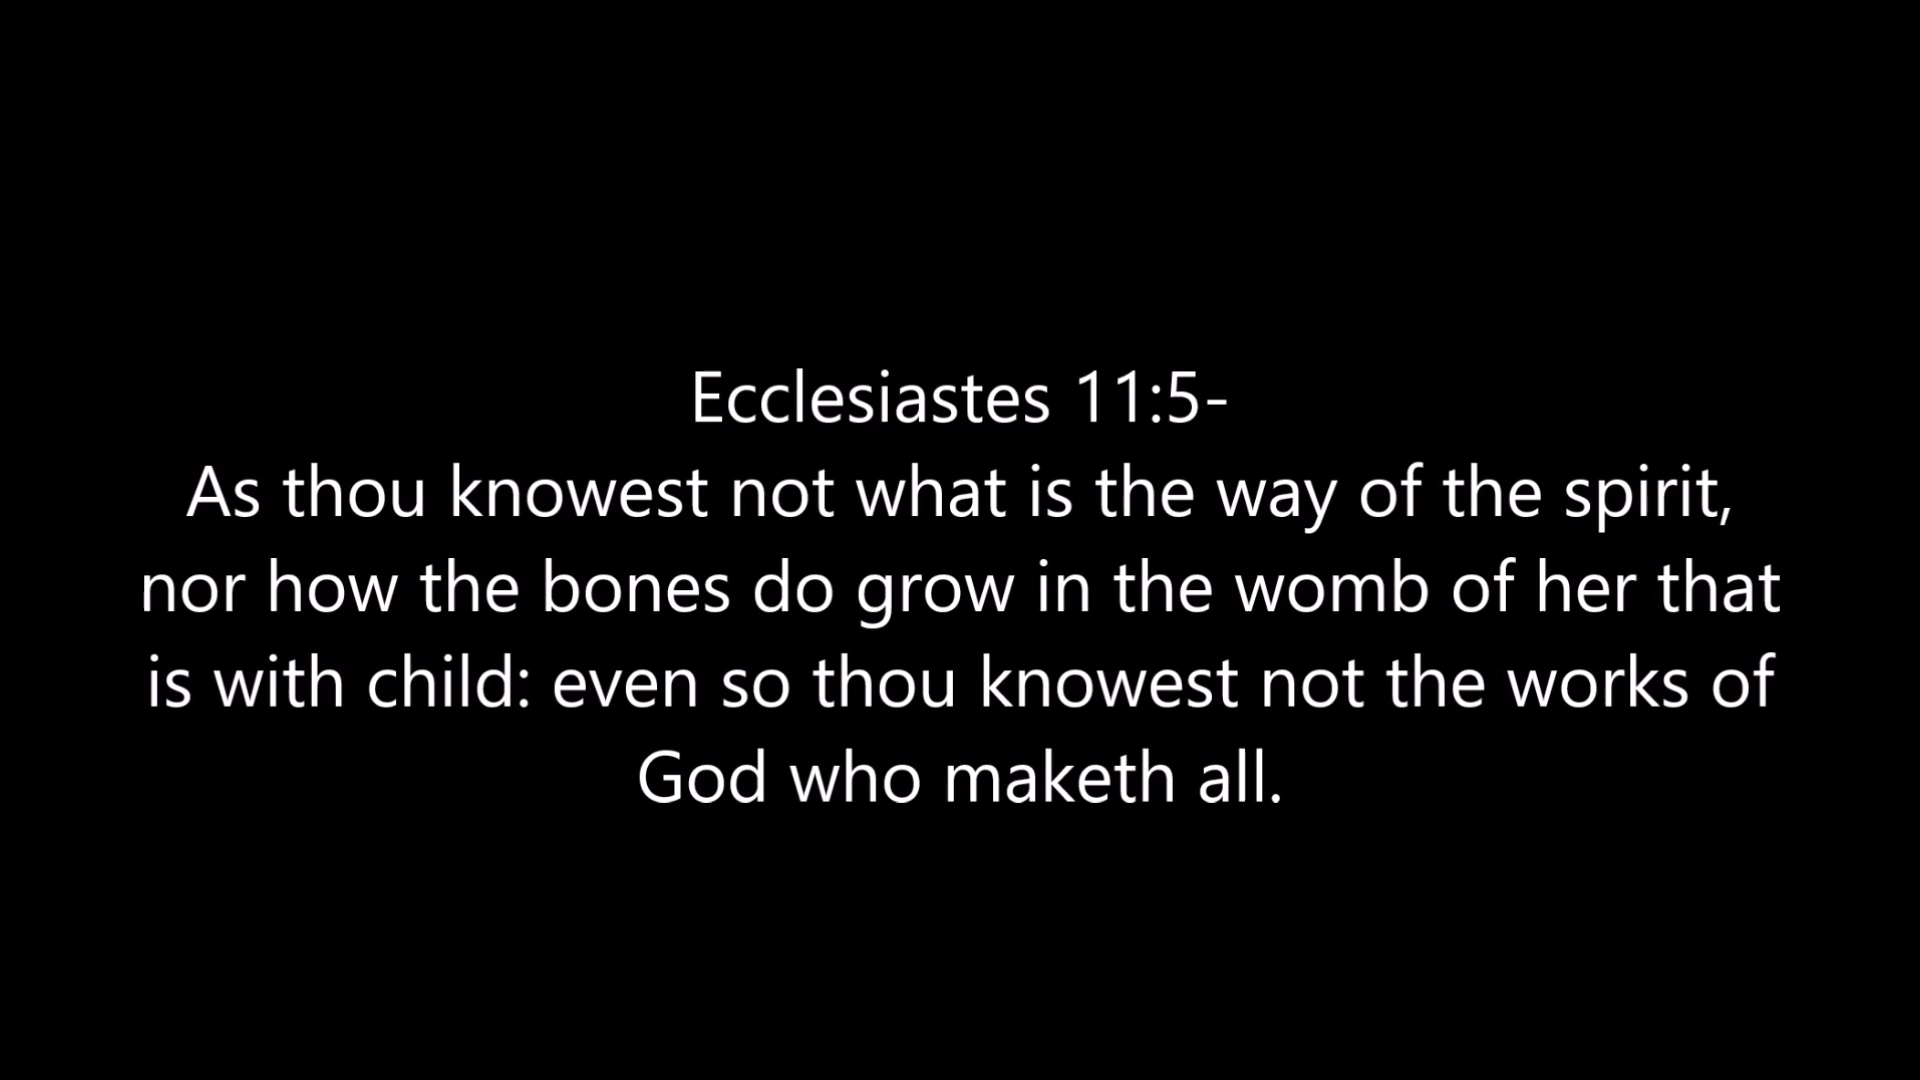 Ecclesiastes 11:5-
As thou knowest not what is the way of the spirit,
nor how the bones do grow in the womb of her that
is with child: even so thou knowest not the works of
God who maketh all.